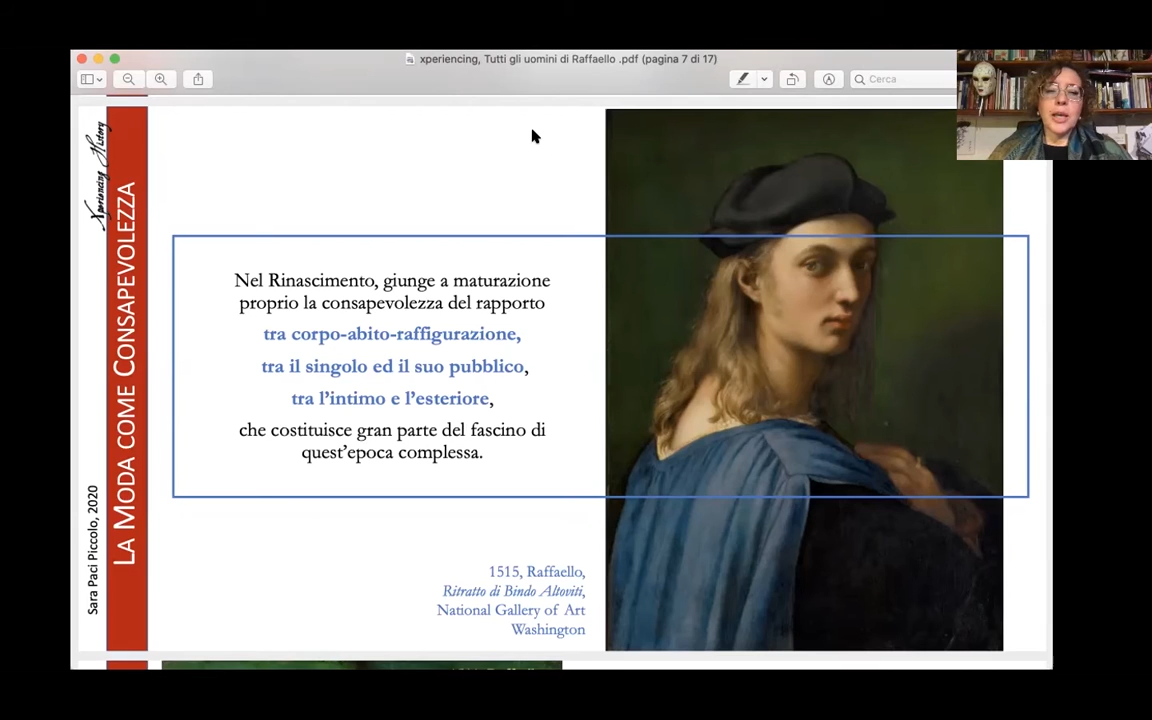 xperiencing, Tutti gli uomini di Raffaello .pdf (pagina 7 di 17)
Cerca
Xperiencing History
LA MODA COME CONSAPEVOLEZZA
Sara Paci Piccolo, 2020
Nel Rinascimento, giunge a maturazione
proprio la consapevolezza del rapporto
tra corpo-abito-raffigurazione,
tra il singolo ed il suo pubblico,
tra l'intimo e l'esteriore,
che costituisce gran parte del fascino di
quest'epoca complessa.
1515, Raffaello,
Ritratto di Bindo Altoviti,
National Gallery of Art
Washington